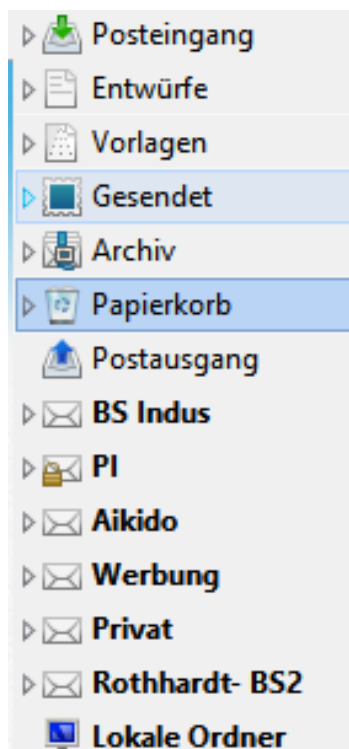 Posteingang
Entwürfe
Vorlagen
Gesendet
Archiv
Papierkorb
Postausgang
BS Indus
PI
Aikido
Werbung
Privat
Rothhardt- BS2
Lokale Ordner